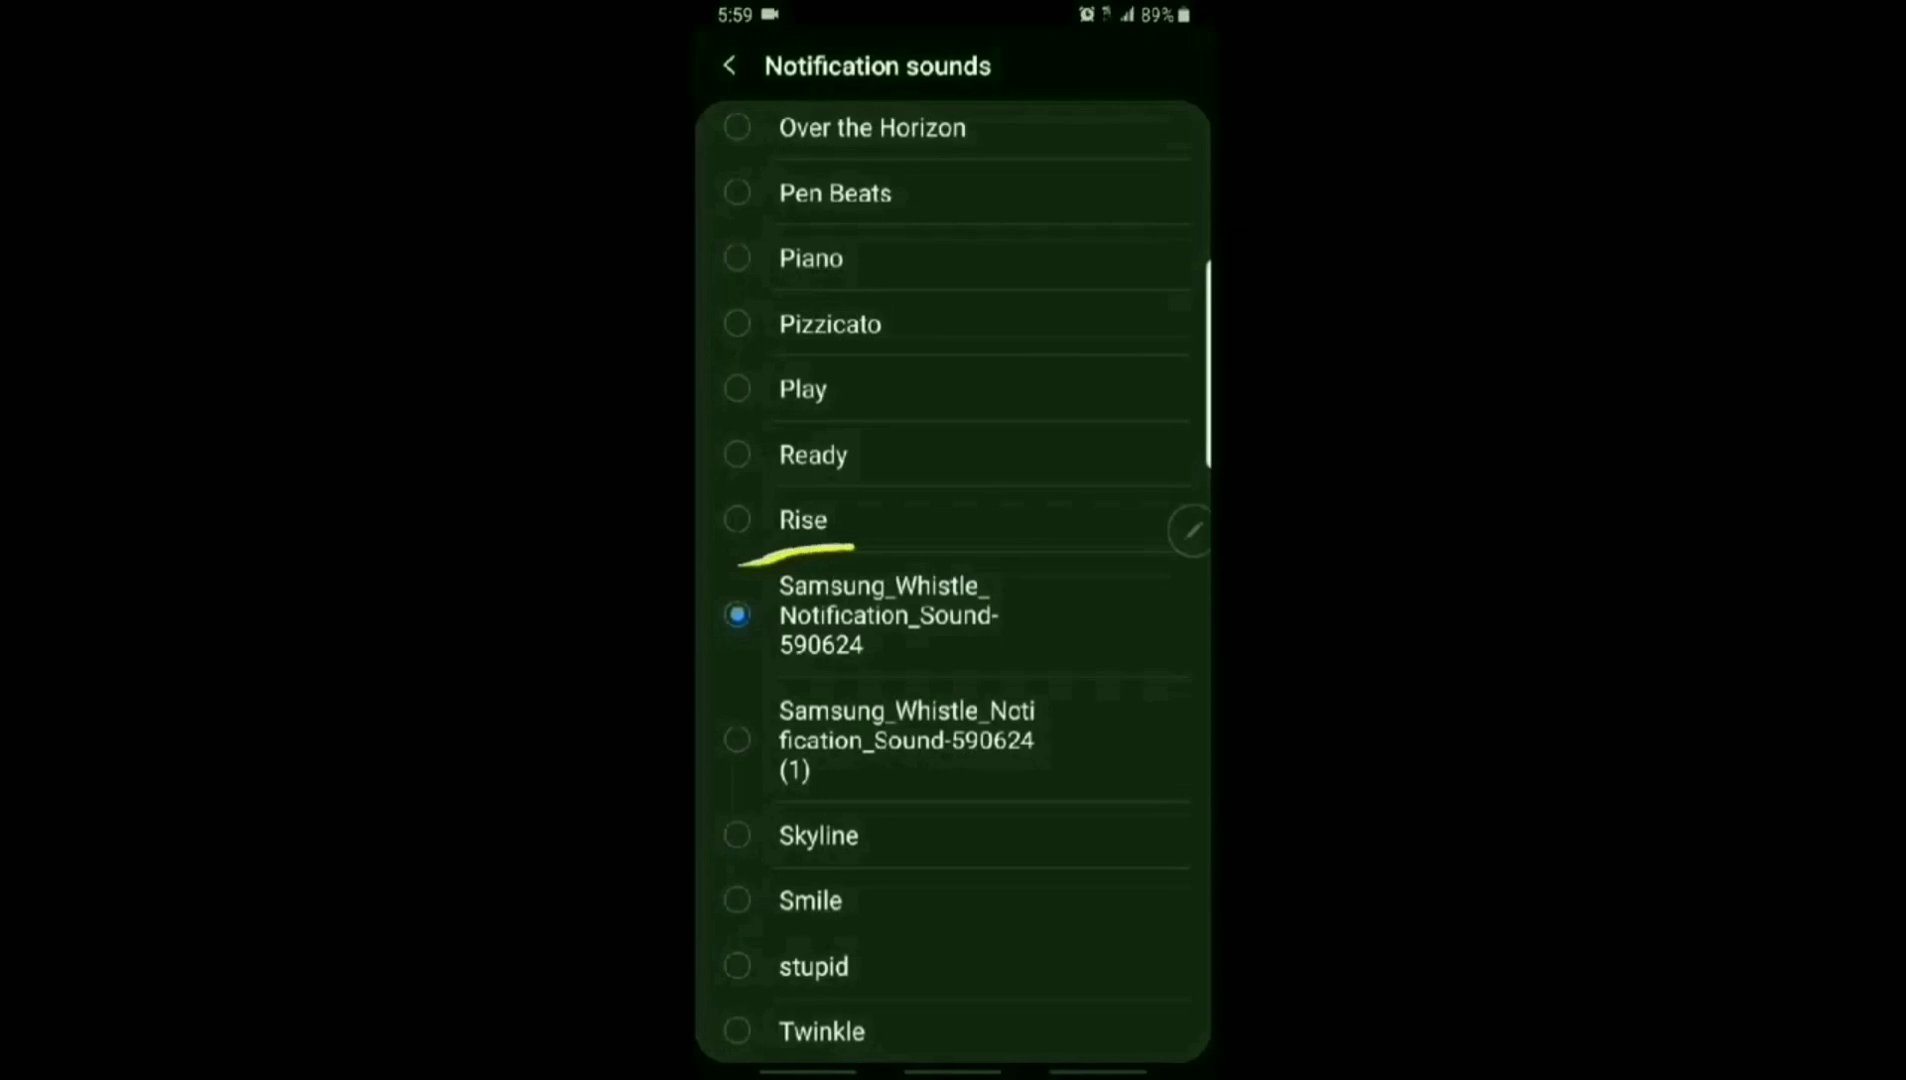 5:59
89%
Notification sounds
Over the Horizon
Pen Beats
Piano
Pizzicato
Play
Ready
Rise
Samsung_Whistle_
Notification_Sound-
590624
Samsung_Whistle_Noti
fication_Sound-590624
(1)
Skyline
Smile
stupid
Twinkle